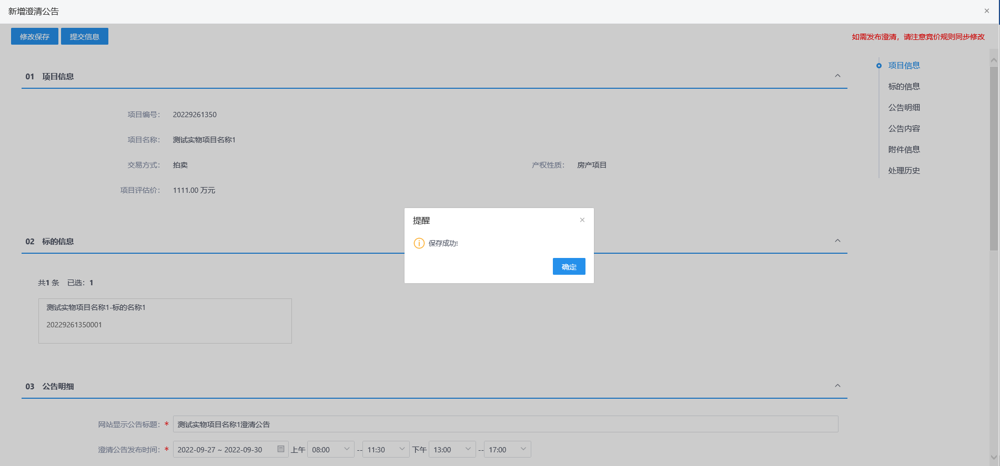 新增澄清公告
修改保存 提交信息
如需发布澄清，请注意竞价规则同步修改
01 项目信息
项目编号： 20229261350
项目名称： 测试实物项目名称1
交易方式： 拍卖 产权性质： 房产项目
项目评估价： 1111.00 万元
项目信息
标的信息
公告明细
公告内容
附件信息
处理历史
提醒
保存成功!
确定
02 标的信息
共1 条 已选：1
测试实物项目名称1-标的名称1
20229261350001
03 公告明细
网站显示公告标题：* 测试实物项目名称1澄清公告
澄清公告发布时间：* 2022-09-27 ~ 2022-09-30 上午 08:00 -- 11:30 下午 13:00 -- 17:00